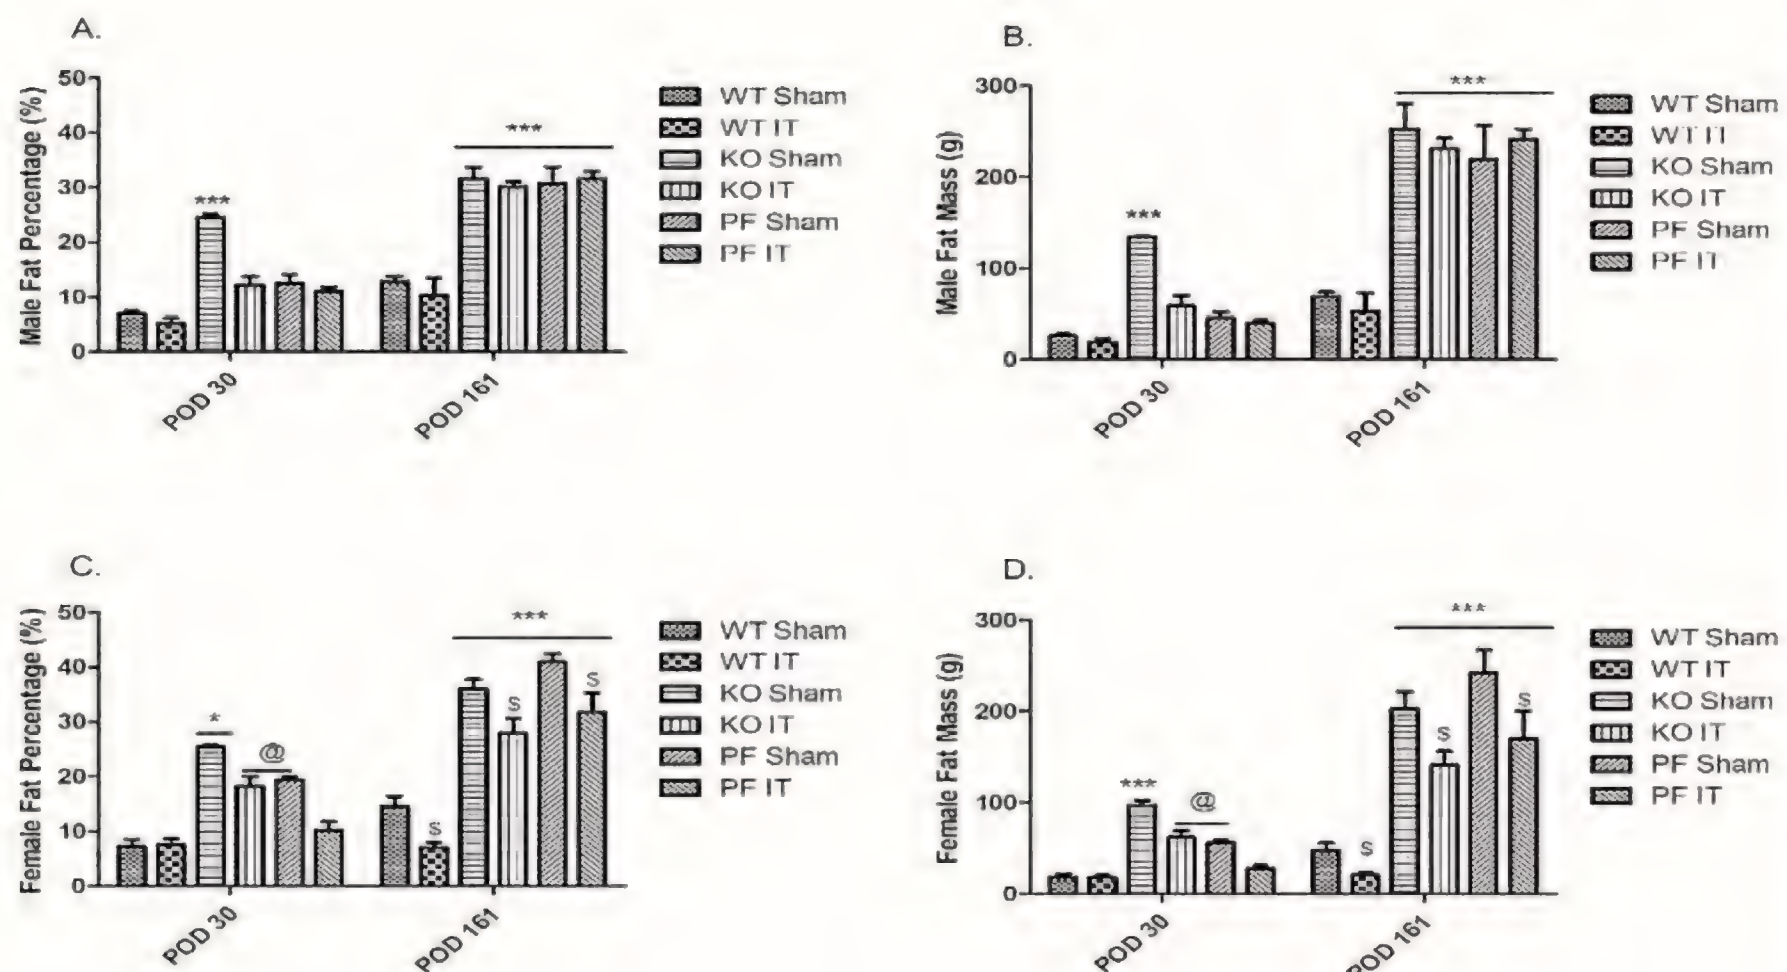 A.
Male Fat Percentage (%)
50
40
30
20
10
0
***
***
POD 30
POD 161
WT Sham
WT IT
KO Sham
KO IT
PF Sham
PF IT
B.
Male Fat Mass (g)
300
200
100
0
***
***
POD 30
POD 161
WT Sham
WT IT
KO Sham
KO IT
PF Sham
PF IT
C.
Female Fat Percentage (%)
50
40
30
20
10
0
*
@
$
***
$
$
POD 30
POD 161
WT Sham
WT IT
KO Sham
KO IT
PF Sham
PF IT
D.
Female Fat Mass (g)
300
200
100
0
***
@
$
***
$
$
POD 30
POD 161
WT Sham
WT IT
KO Sham
KO IT
PF Sham
PF IT